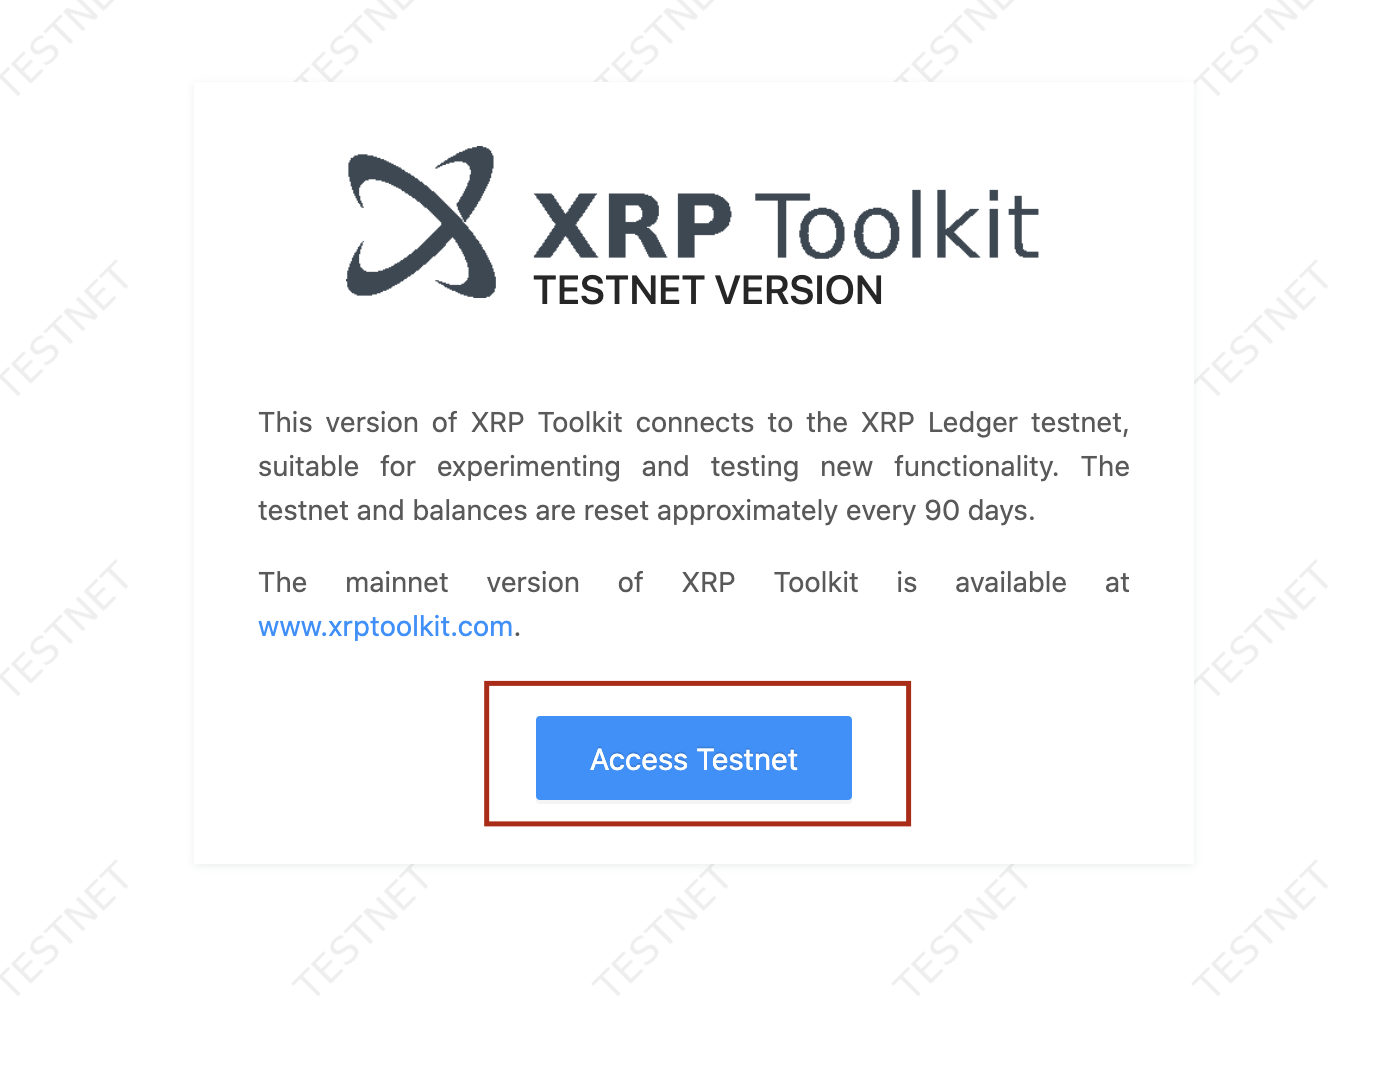 TESTNET TESTNET TESTNET TESTNET TESTNET
XRP Toolkit
TESTNET VERSION
TESTNET TESTNET
This version of XRP Toolkit connects to the XRP Ledger testnet,
suitable for experimenting and testing new functionality. The
testnet and balances are reset approximately every 90 days.
The mainnet version of XRP Toolkit is available at
www.xrptoolkit.com.
TESTNET TESTNET
Access Testnet
TESTNET TESTNET TESTNET TESTNET TESTNET